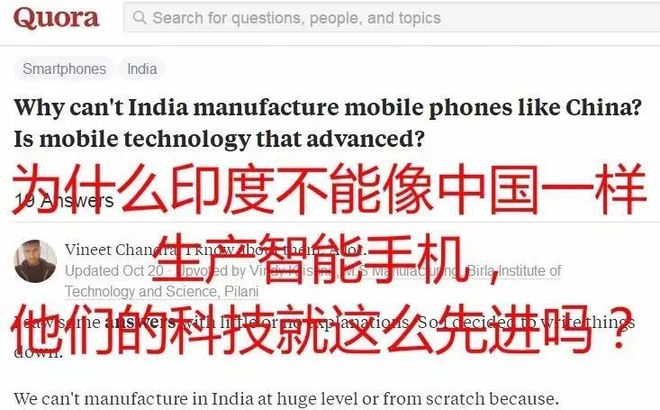 Quora
Search for questions, people, and topics
Smartphones India
Why can't India manufacture mobile phones like China?
Is mobile technology that advanced?
为什么印度不能像中国一样
19 Answers
Vineet Chandra, I know about them. A lot.
生产智能手机，
Updated Oct 20 · Upvoted by M.S Manufacturing, Birla Institute of
Technology and Science, Pilani
他们的科技就这么先进吗？
I saw some answers with little or no explanations. So I decided to write things
down.
We can't manufacture in India at huge level or from scratch because.